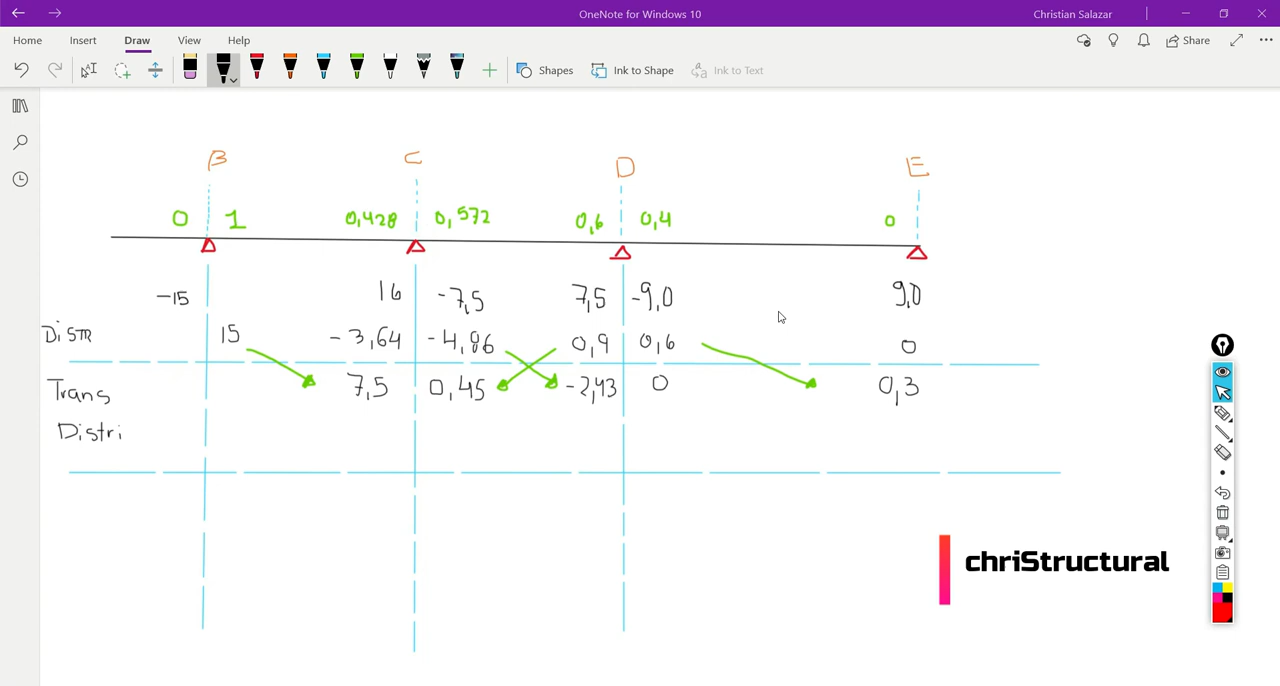 OneNote for Windows 10
Christian Salazar
Home Insert Draw View Help
Share
Shapes
Ink to Shape
Ink to Text
B C D E
0 1 0,428 0,572 0,6 0,4 0
-15 16 -7,5 7,5 -9,0 9,0
DiSTR 15 -3,64 -4,86 0,9 0,6 0
Trans 7,5 0,45 -2,43 0 0,3
Distri
chriStructural